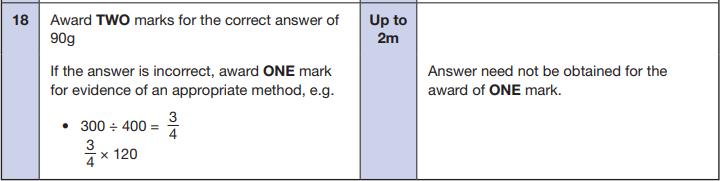 18
Award TWO marks for the correct answer of
90g
Up to
2m
If the answer is incorrect, award ONE mark
for evidence of an appropriate method, e.g.
• 300 ÷ 400 = 3/4
3/4 × 120
Answer need not be obtained for the
award of ONE mark.